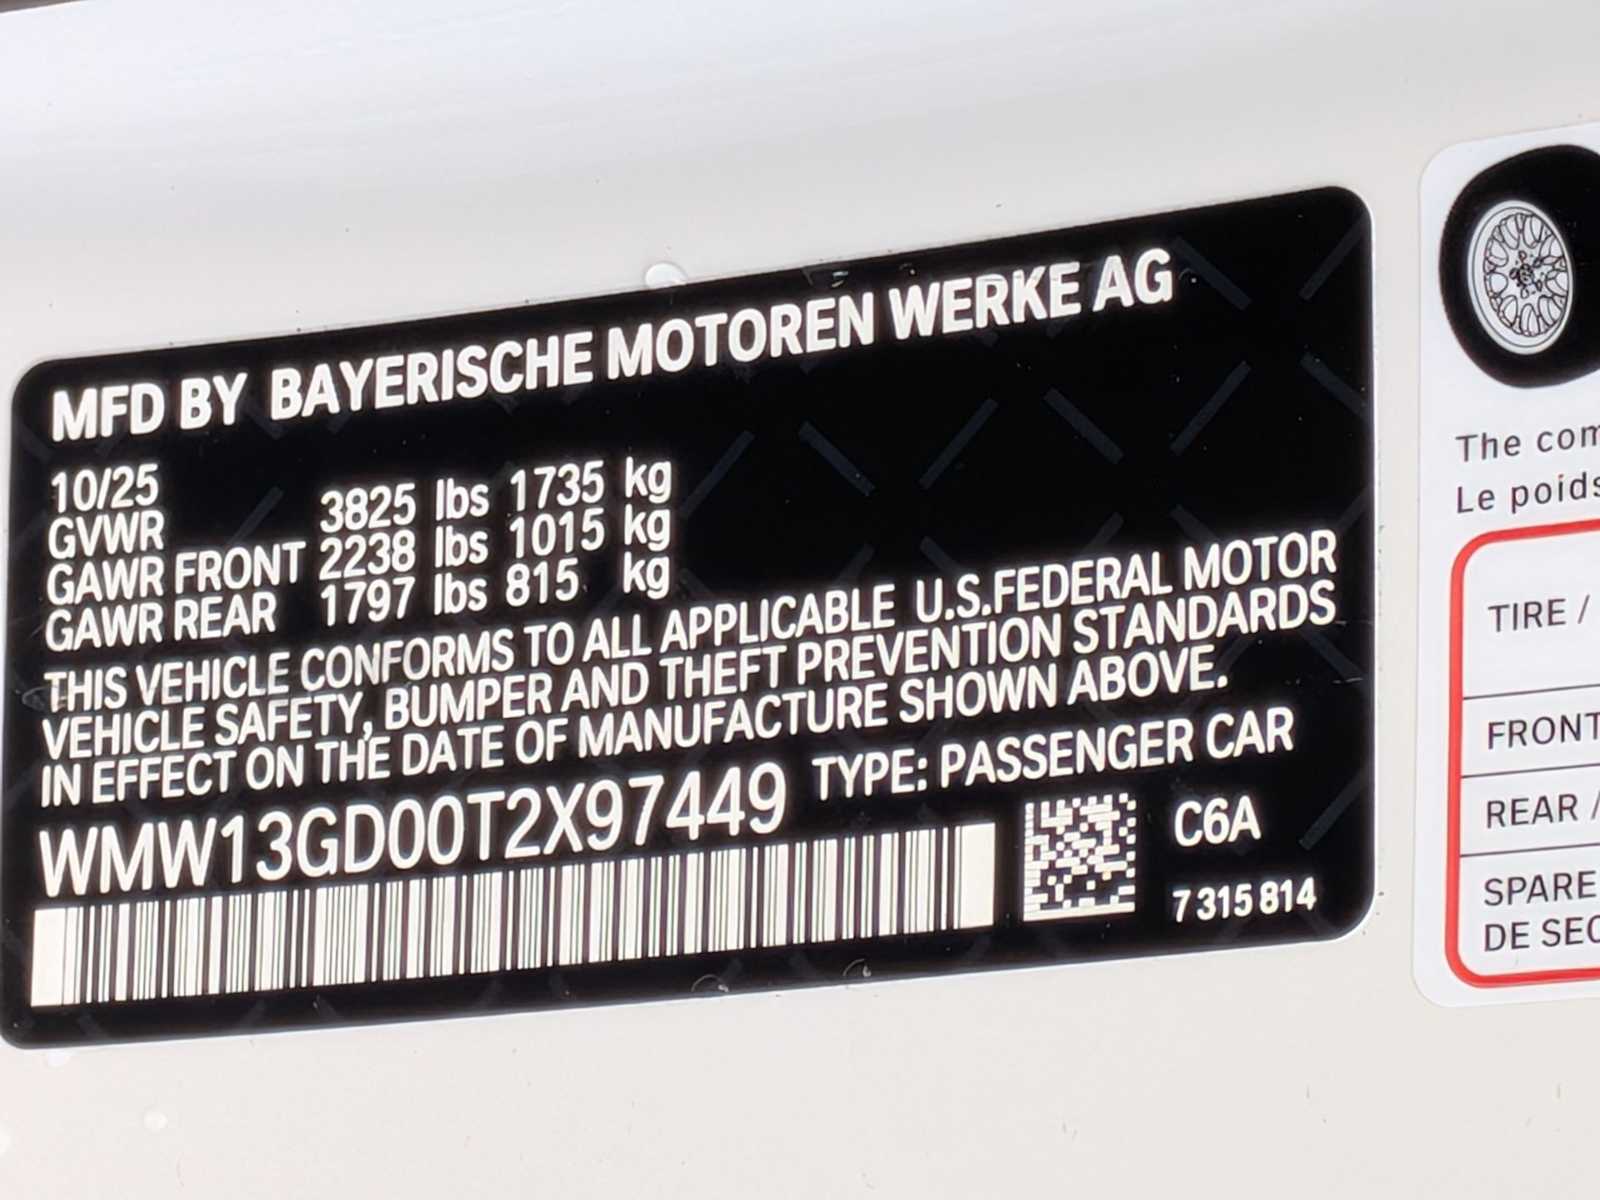 MFD BY BAYERISCHE MOTOREN WERKE AG
10/25
GVWR 3825 lbs 1735 kg
GAWR FRONT 2238 lbs 1015 kg
GAWR REAR 1797 lbs 815 kg
THIS VEHICLE CONFORMS TO ALL APPLICABLE U.S.FEDERAL MOTOR
VEHICLE SAFETY, BUMPER AND THEFT PREVENTION STANDARDS
IN EFFECT ON THE DATE OF MANUFACTURE SHOWN ABOVE.
WMW13GD00T2X97449 TYPE: PASSENGER CAR
C6A
7 315 814
The
Le poids
TIRE /
FRONT
REAR /
SPARE
DE